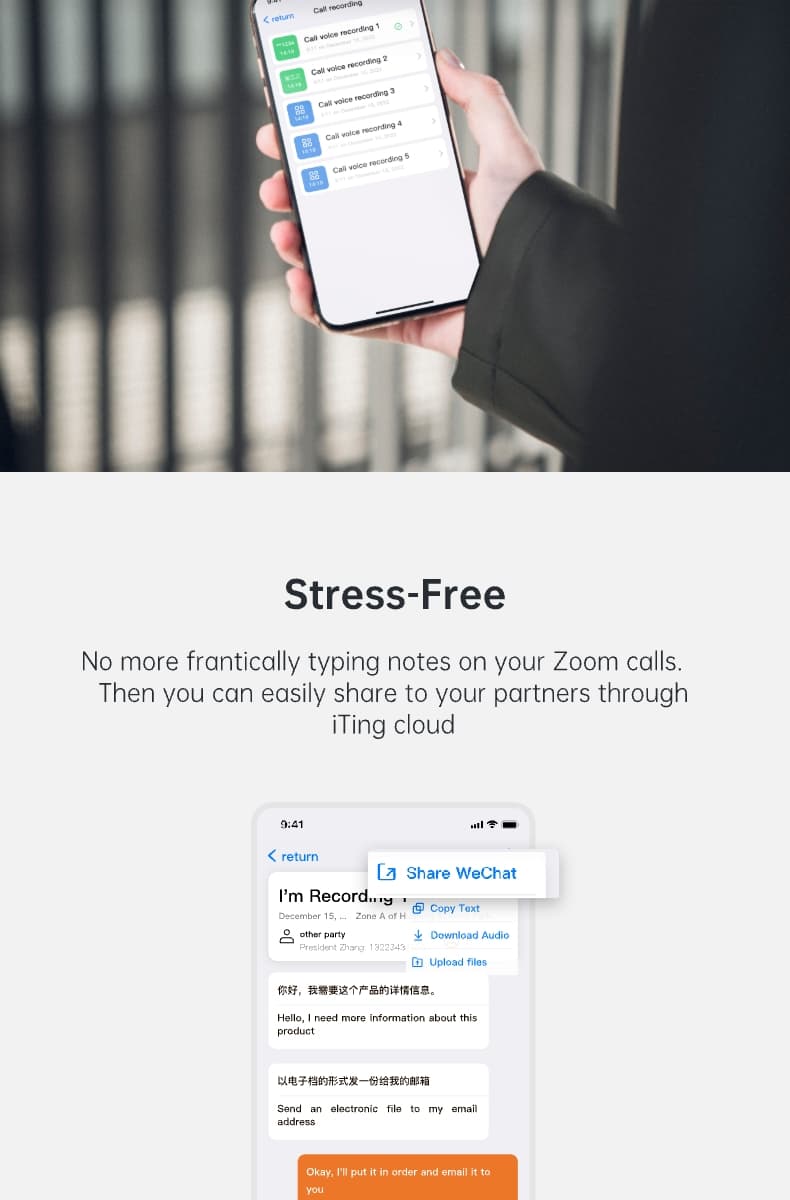 return
Call recording
Call voice recording 1
Call voice recording 2
Call voice recording 3
Call voice recording 4
Call voice recording 5
Stress-Free
No more frantically typing notes on your Zoom calls.
Then you can easily share to your partners through
iTing cloud
9:41
return
Share WeChat
I'm Recording
Copy Text
December 15, ... Zone A of H
Download Audio
other party
President Zhang: 1322343
Upload files
你好，我需要这个产品的详情信息。
Hello, I need more information about this
product
以电子档的形式发一份给我的邮箱
Send an electronic file to my email
address
Okay, I'll put it in order and email it to
you